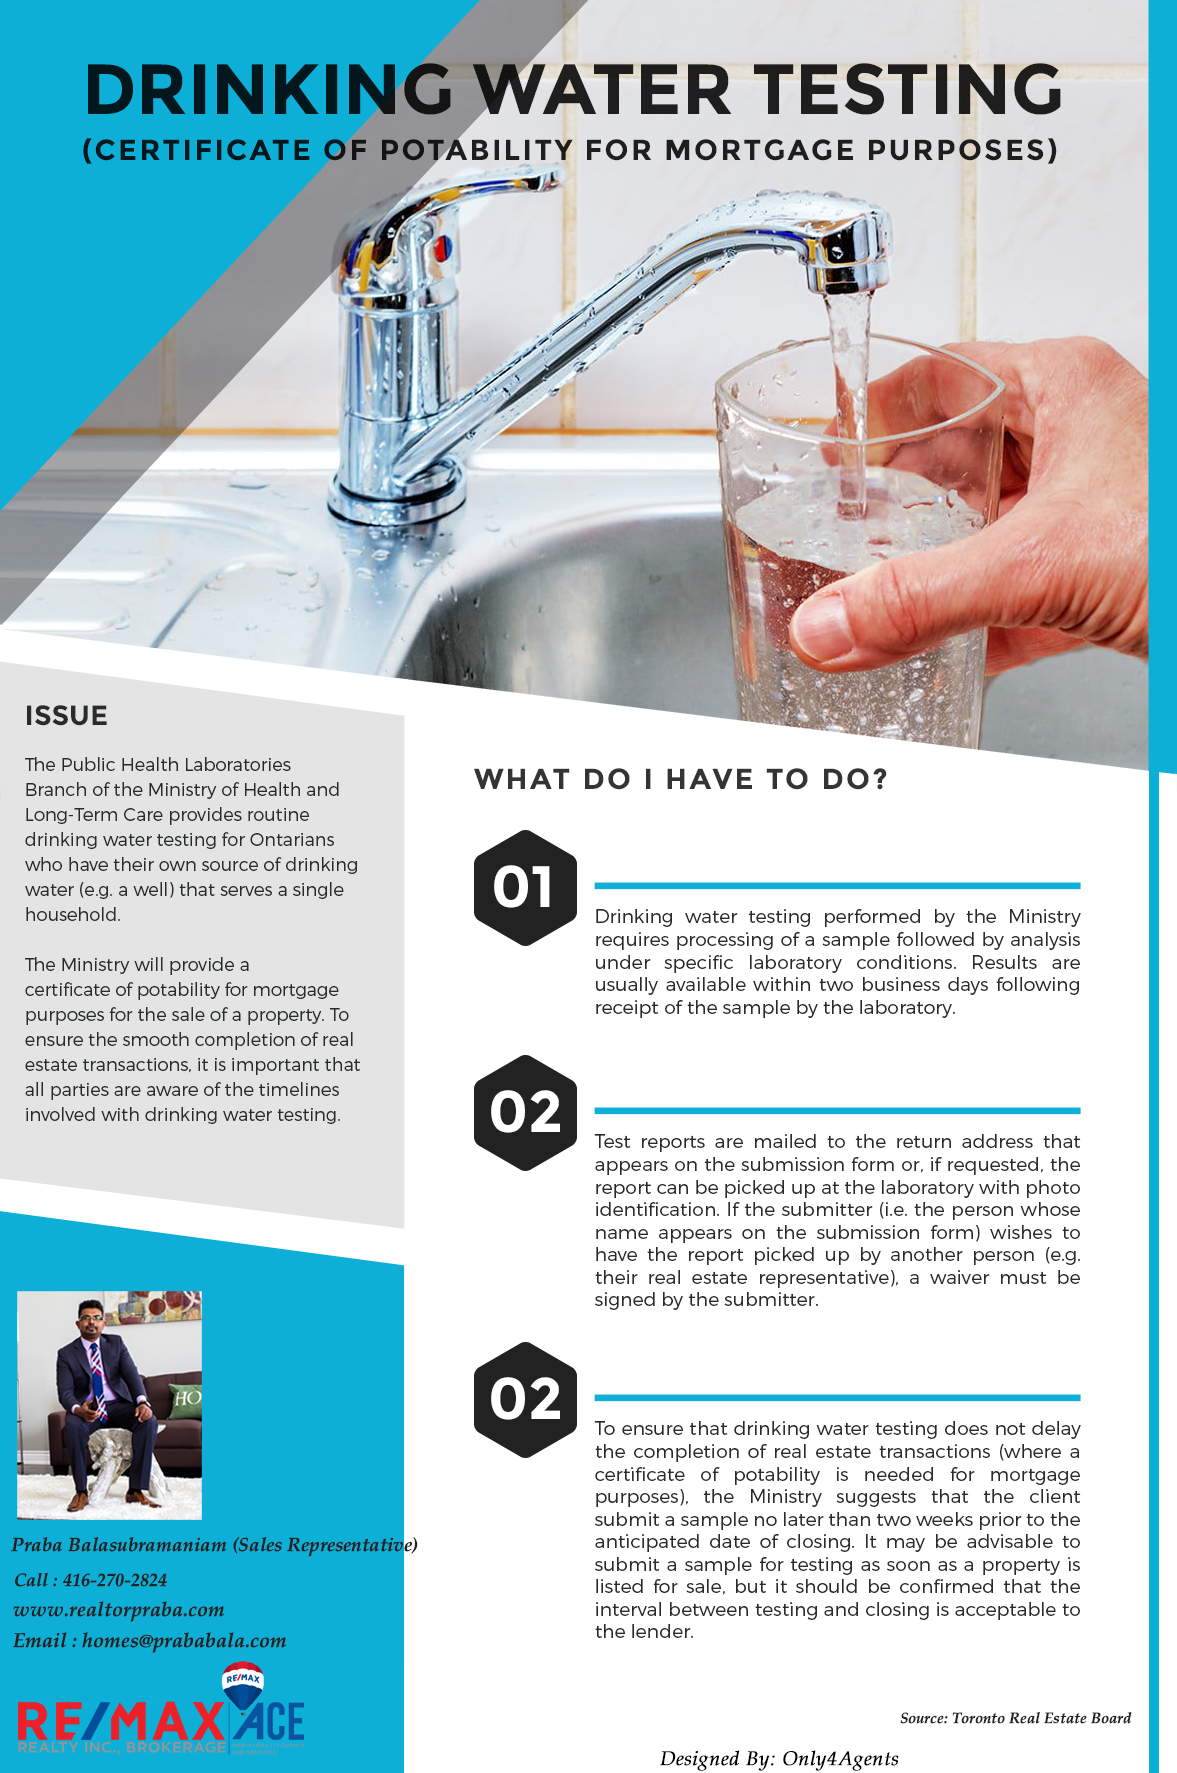 DRINKING WATER TESTING
(CERTIFICATE OF POTABILITY FOR MORTGAGE PURPOSES)
ISSUE
The Public Health Laboratories
Branch of the Ministry of Health and
Long-Term Care provides routine
drinking water testing for Ontarians
who have their own source of drinking
water (e.g. a well) that serves a single
household.
The Ministry will provide a
certificate of potability for mortgage
purposes for the sale of a property. To
ensure the smooth completion of real
estate transactions, it is important that
all parties are aware of the timelines
involved with drinking water testing.
WHAT DO I HAVE TO DO?
01
Drinking water testing performed by the Ministry
requires processing of a sample followed by analysis
under specific laboratory conditions. Results are
usually available within two business days following
receipt of the sample by the laboratory.
02
Test reports are mailed to the return address that
appears on the submission form or, if requested, the
report can be picked up at the laboratory with photo
identification. If the submitter (i.e. the person whose
name appears on the submission form) wishes to
have the report picked up by another person (e.g.
their real estate representative), a waiver must be
signed by the submitter.
02
To ensure that drinking water testing does not delay
the completion of real estate transactions (where a
certificate of potability is needed for mortgage
purposes), the Ministry suggests that the client
submit a sample no later than two weeks prior to the
anticipated date of closing. It may be advisable to
submit a sample for testing as soon as a property is
listed for sale, but it should be confirmed that the
interval between testing and closing is acceptable to
the lender.
HO
Praba Balasubramaniam (Sales Representative)
Call : 416-270-2824
www.realtorpraba.com
Email : homes@prababala.com
RE/MAX
RE/MAX ACE
REALTY INC., BROKERAGE
Source: Toronto Real Estate Board
Designed By: Only4Agents